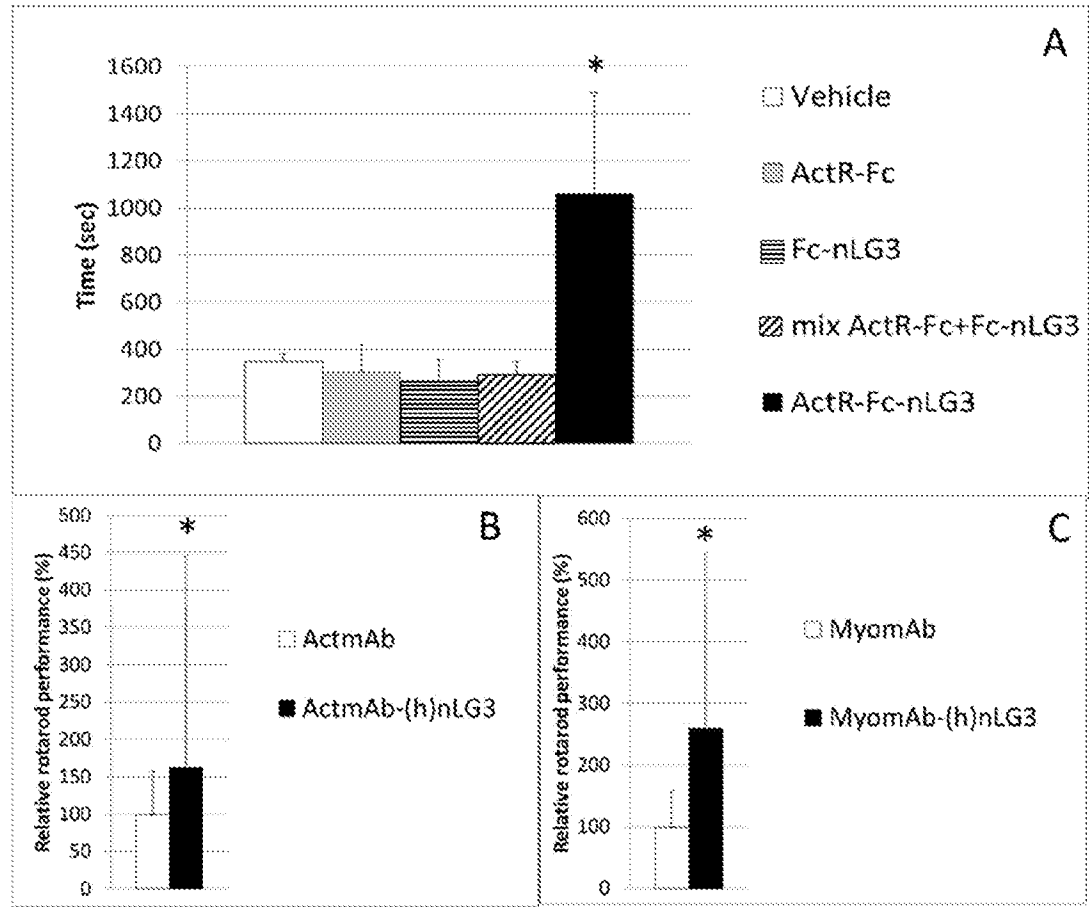 A
*
1600
1400
1200
1000
800
600
400
200
0
Time (sec)
Vehicle
ActR-Fc
Fc-nLG3
mix ActR-Fc+Fc-nLG3
ActR-Fc-nLG3
B
*
500
450
400
350
300
250
200
150
100
50
0
Relative rotarod performance (%)
ActmAb
ActmAb-(h)nLG3
C
*
600
500
400
300
200
100
0
Relative rotarod performance (%)
MyomAb
MyomAb-(h)nLG3